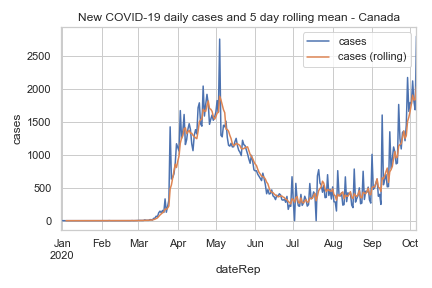 New COVID-19 daily cases and 5 day rolling mean - Canada
cases
cases (rolling)
cases
2500
2000
1500
1000
500
0
Jan Feb Mar Apr May Jun Jul Aug Sep Oct
2020
dateRep